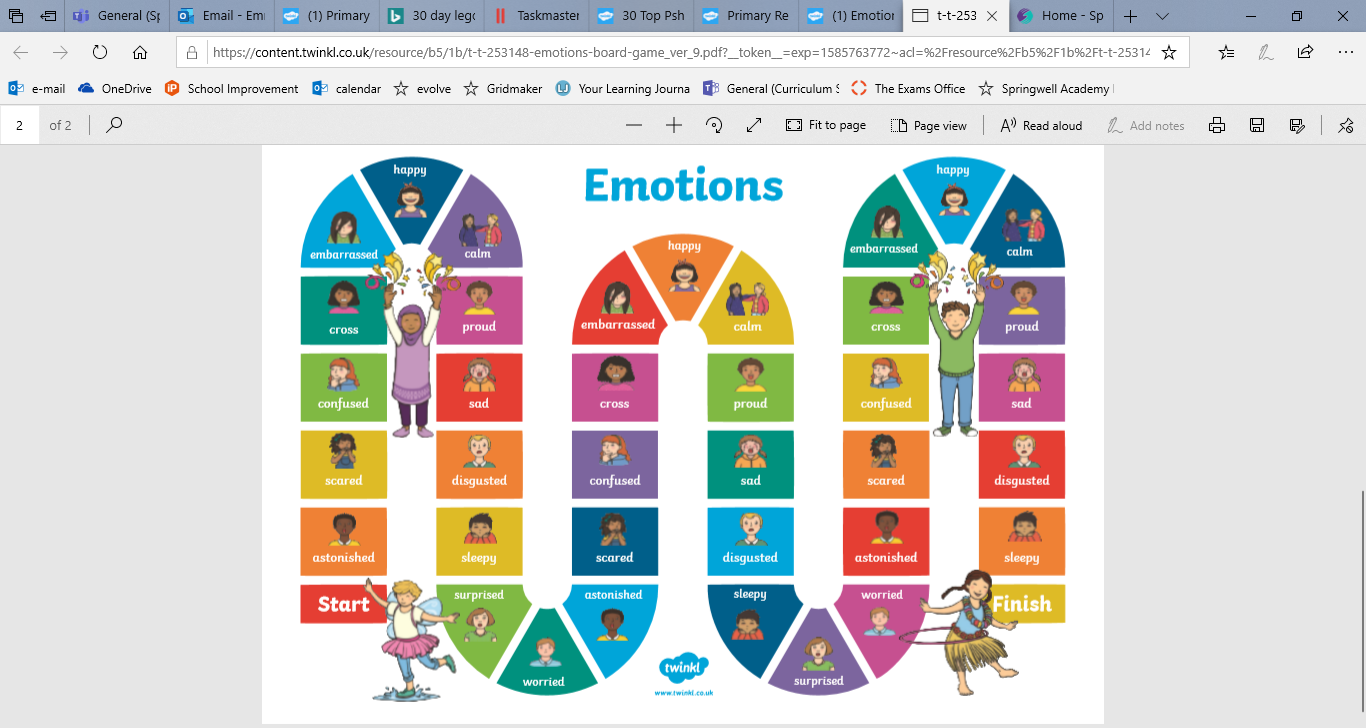 General (Sp
Email - Emi
(1) Primary
30 day lego
Taskmaster
30 Top Psh
Primary Re
(1) Emotion
t-t-253
Home - Sp
https://content.twinkl.co.uk/resource/b5/1b/t-t-253148-emotions-board-game_ver_9.pdf?__token__=exp=1585763772~acl=%2Fresource%2Fb5%2F1b%2Ft-t-25314
e-mail
OneDrive
School Improvement
calendar
evolve
Gridmaker
Your Learning Journa
General (Curriculum S
The Exams Office
Springwell Academy
2
of 2
Fit to page
Page view
Read aloud
Add notes
Emotions
Start
astonished
scared
confused
cross
embarrassed
happy
calm
proud
sad
disgusted
sleepy
surprised
worried
astonished
scared
confused
cross
embarrassed
happy
calm
proud
sad
disgusted
sleepy
surprised
worried
astonished
scared
confused
cross
embarrassed
happy
calm
proud
sad
disgusted
sleepy
Finish
twinkl
www.twinkl.co.uk